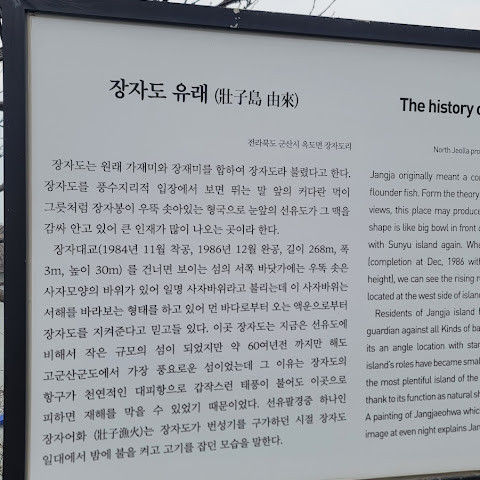 장자도 유래 (壯子島 由來)
전라북도 군산시 옥도면 장자도리
장자도는 원래 가재미와 장재미를 합하여 장자도라 불렀다고 한다.
장자도를 풍수지리적 입장에서 보면 뛰는 말 앞의 커다란 먹이
그릇처럼 장자봉이 우뚝 솟아있는 형국으로 눈앞의 선유도가 그 맥을
감싸 안고 있어 큰 인재가 많이 나오는 곳이라 한다.
장자대교(1984년 11월 착공, 1986년 12월 완공, 길이 268m, 폭
3m, 높이 30m) 를 건너면 보이는 섬의 서쪽 바닷가에는 우뚝 솟은
사자모양의 바위가 있어 일명 사자바위라고 불리는데 이 사자바위는
서해를 바라보는 형태를 하고 있어 먼 바다로부터 오는 액운으로부터
장자도를 지켜준다고 믿고들 있다. 이곳 장자도는 지금은 선유도에
비해서 작은 규모의 섬이 되었지만 약 60여년전 까지만 해도
고군산군도에서 가장 풍요로운 섬이었는데 그 이유는 장자도의
항구가 천연적인 대피항으로 갑작스런 태풍이 불어도 이곳으로
피하면 재해를 막을 수 있었기 때문이었다. 선유팔경중 하나인
장자어화 (壯子漁火)는 장자도가 번성기를 구가하던 시절 장자도
일대에서 밤에 불을 켜고 고기를 잡던 모습을 말한다.
The history
North Jeolla
Jangja originally meant a
flounder fish. Form the theory
views, this place may produce
shape is like big bowl in front
with Sunyu island again. Whe
(completion at Dec, 1986 with
height), we can see the rising
located at the west side of island
Residents of Jangja island
guardian against all Kinds of ba
its an angle location with
island's roles have became small
the most plentiful island of the
thank to its function as natural
A painting of Jangjaeohwa which
image at even night explains Jan